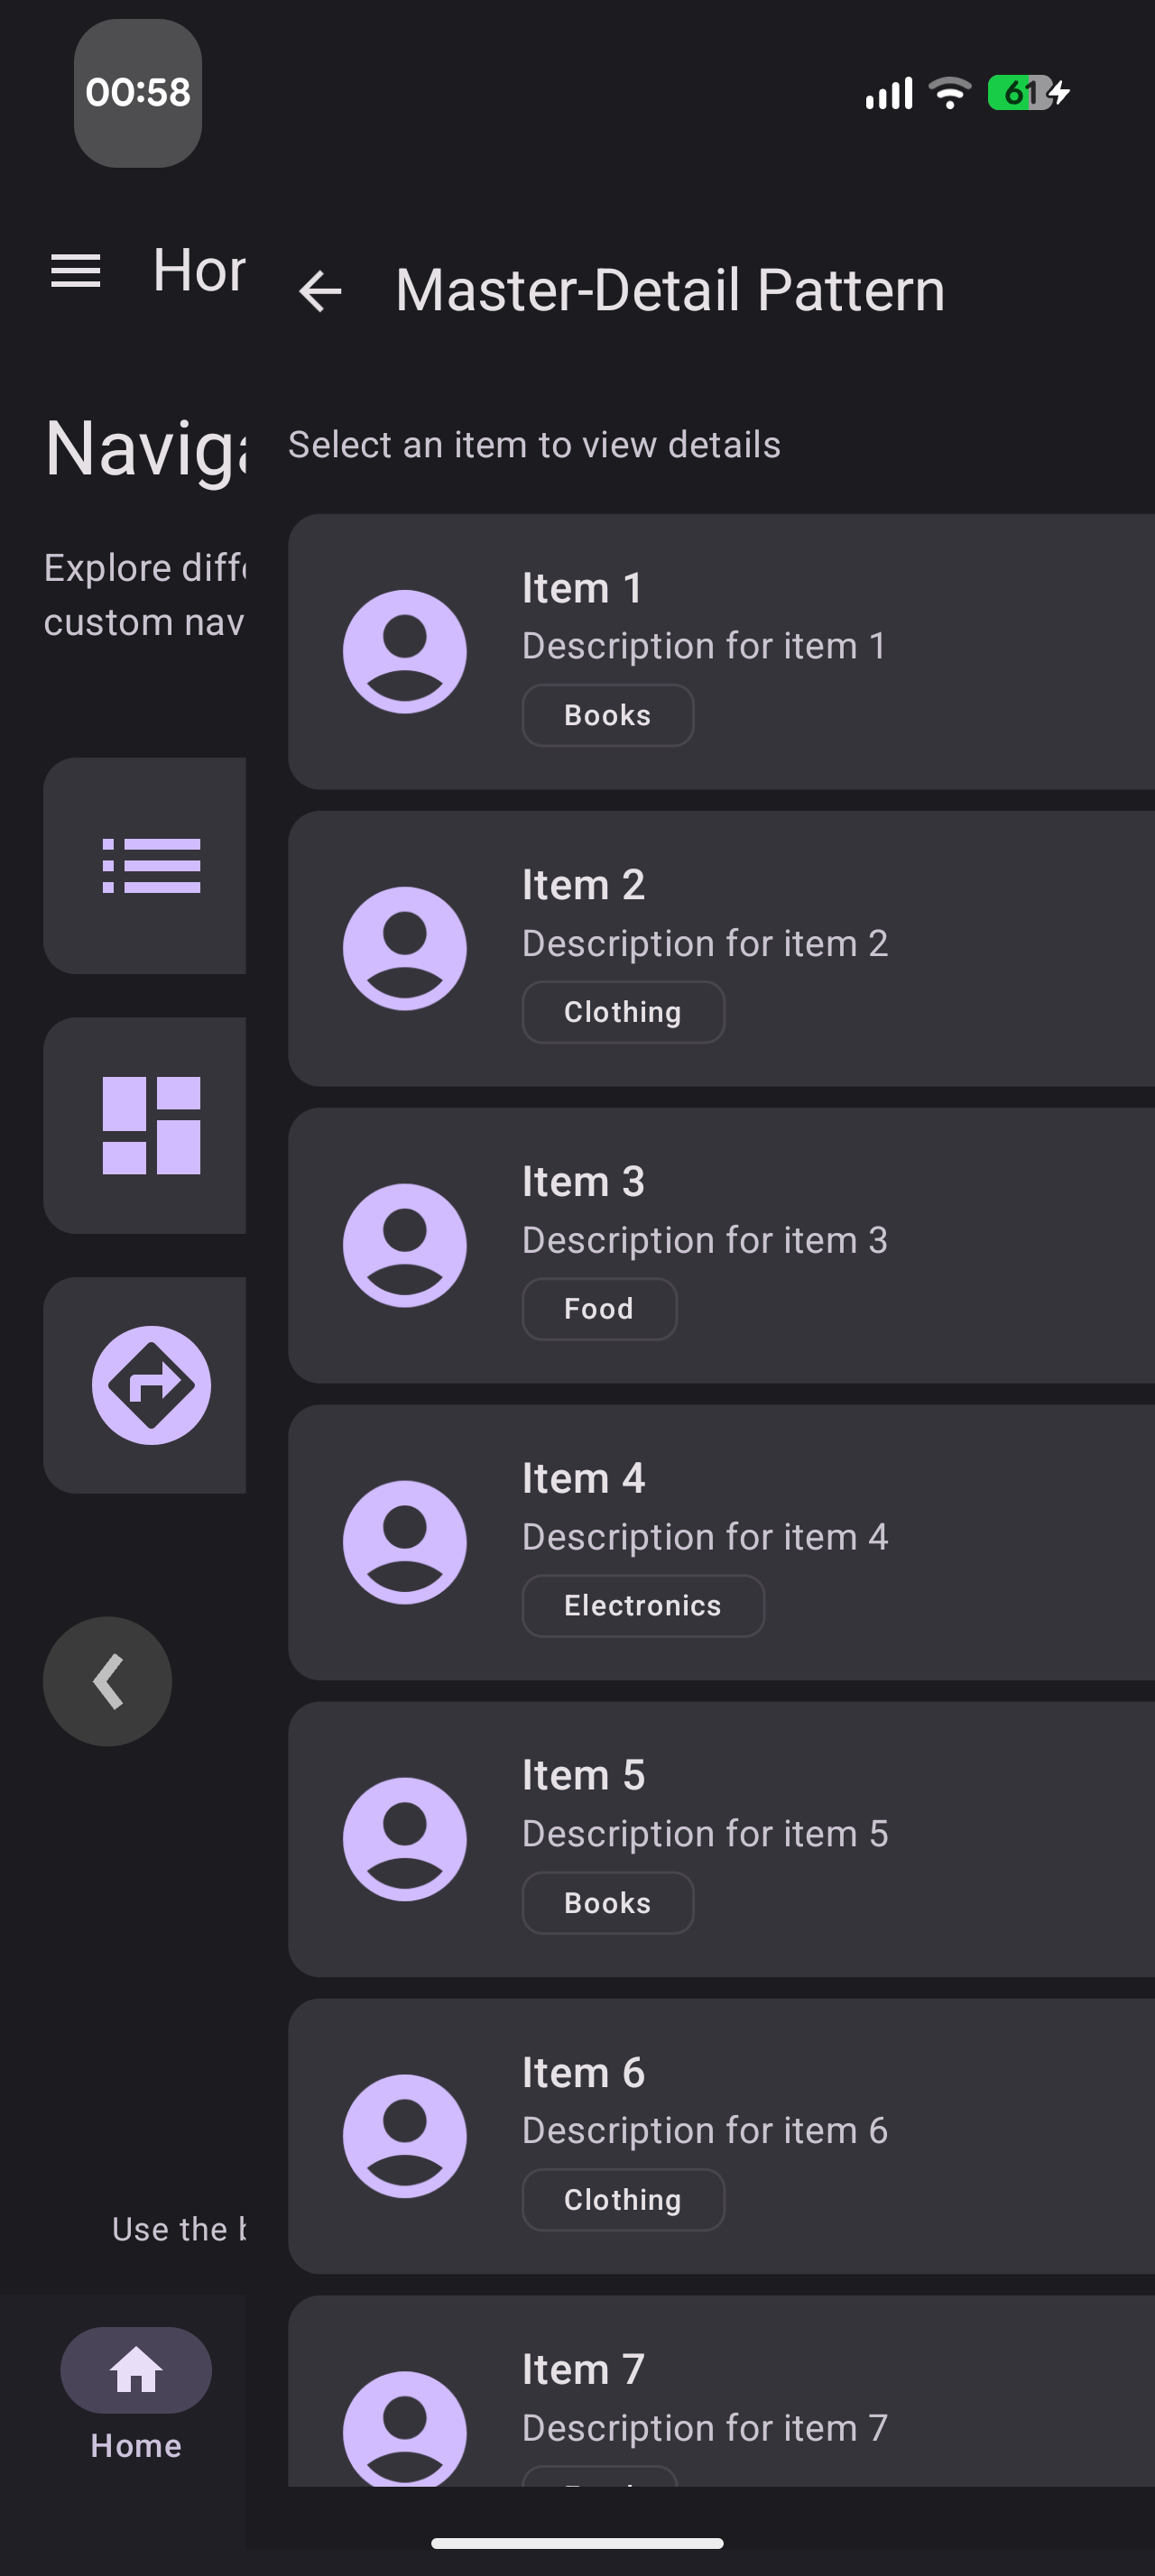 00:58
61
Hor
Master-Detail Pattern
Naviga
Select an item to view details
Explore diffe
custom nav
Item 1
Description for item 1
Books
Item 2
Description for item 2
Clothing
Item 3
Description for item 3
Food
Item 4
Description for item 4
Electronics
Item 5
Description for item 5
Books
Item 6
Description for item 6
Clothing
Use the
Item 7
Description for item 7
Home